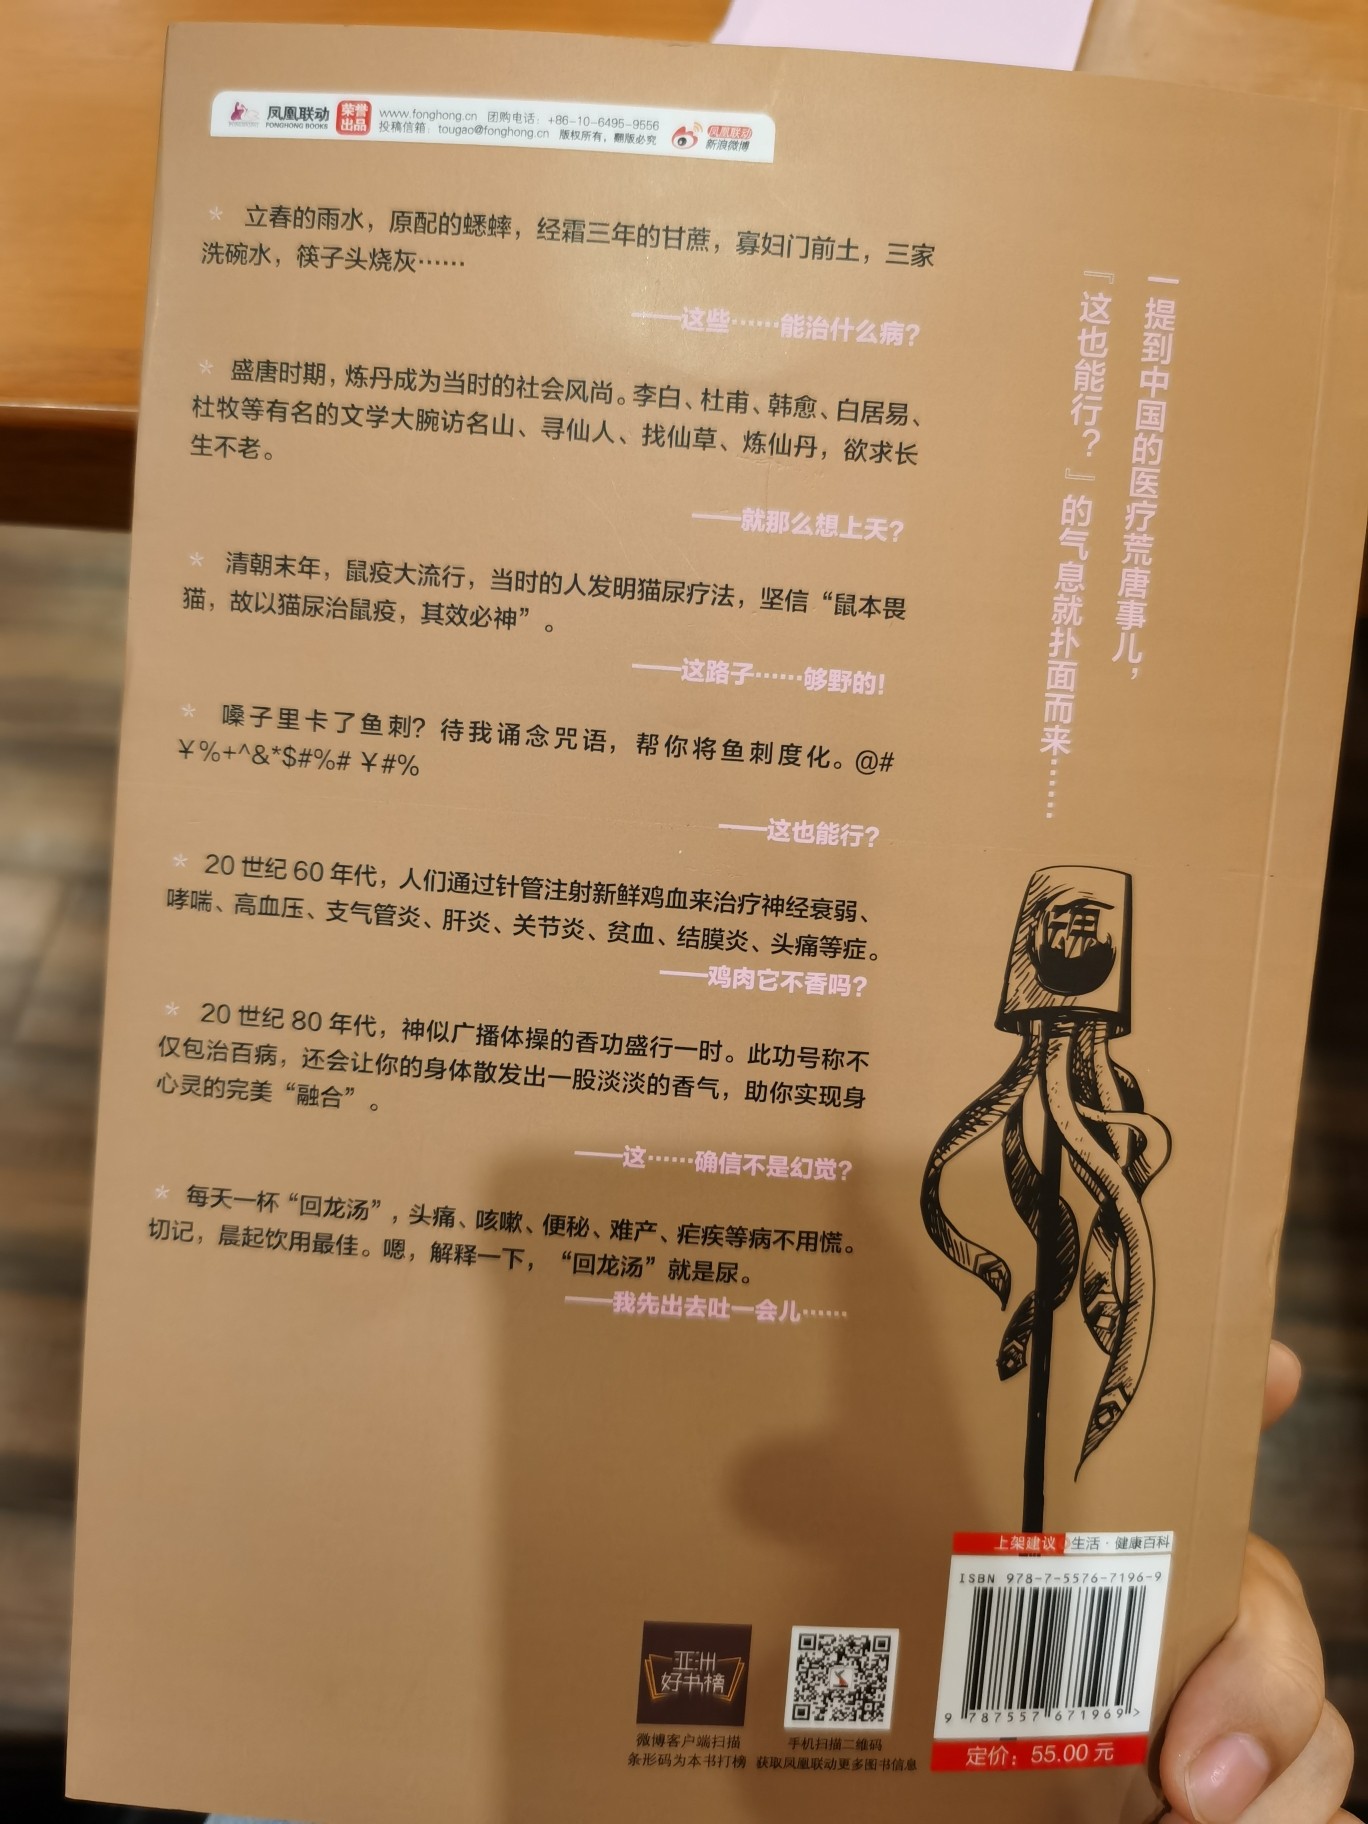 凤凰联动
FONGHONG BOOKS
荣誉
出品
www.fonghong.cn 团购电话：+86-10-6495-9556
投稿信箱：tougao@fonghong.cn 版权所有，翻版必究
凤凰联动
新浪微博
一提到中国的医疗荒唐事儿，
『这也能行？』的气息就扑面而来……
* 立春的雨水，原配的蟋蟀，经霜三年的甘蔗，寡妇门前土，三家
洗碗水，筷子头烧灰……
——这些……能治什么病？
* 盛唐时期，炼丹成为当时的社会风尚。李白、杜甫、韩愈、白居易、
杜牧等有名的文学大腕访名山、寻仙人、找仙草、炼仙丹，欲求长
生不老。
——就那么想上天？
* 清朝末年，鼠疫大流行，当时的人发明猫尿疗法，坚信“鼠本畏
猫，故以猫尿治鼠疫，其效必神”。
——这路子……够野的！
* 嗓子里卡了鱼刺？待我诵念咒语，帮你将鱼刺度化。@#
￥%+^&*$#%#￥#%
——这也能行？
* 20世纪60年代，人们通过针管注射新鲜鸡血来治疗神经衰弱、
哮喘、高血压、支气管炎、肝炎、关节炎、贫血、结膜炎、头痛等症。
——鸡肉它不香吗？
* 20世纪80年代，神似广播体操的香功盛行一时。此功号称不
仅包治百病，还会让你的身体散发出一股淡淡的香气，助你实现身
心灵的完美“融合”。
——这……确信不是幻觉？
* 每天一杯“回龙汤”，头痛、咳嗽、便秘、难产、疟疾等病不用慌。
切记，晨起饮用最佳。嗯，解释一下，“回龙汤”就是尿。
——我先出去吐一会儿……
上架建议 生活·健康百科
ISBN 978-7-5576-7196-9
9 787557 671969 >
定价：55.00元
亚洲
好书榜
微博客户端扫描
条形码为本书打榜
手机扫描二维码
获取凤凰联动更多图书信息